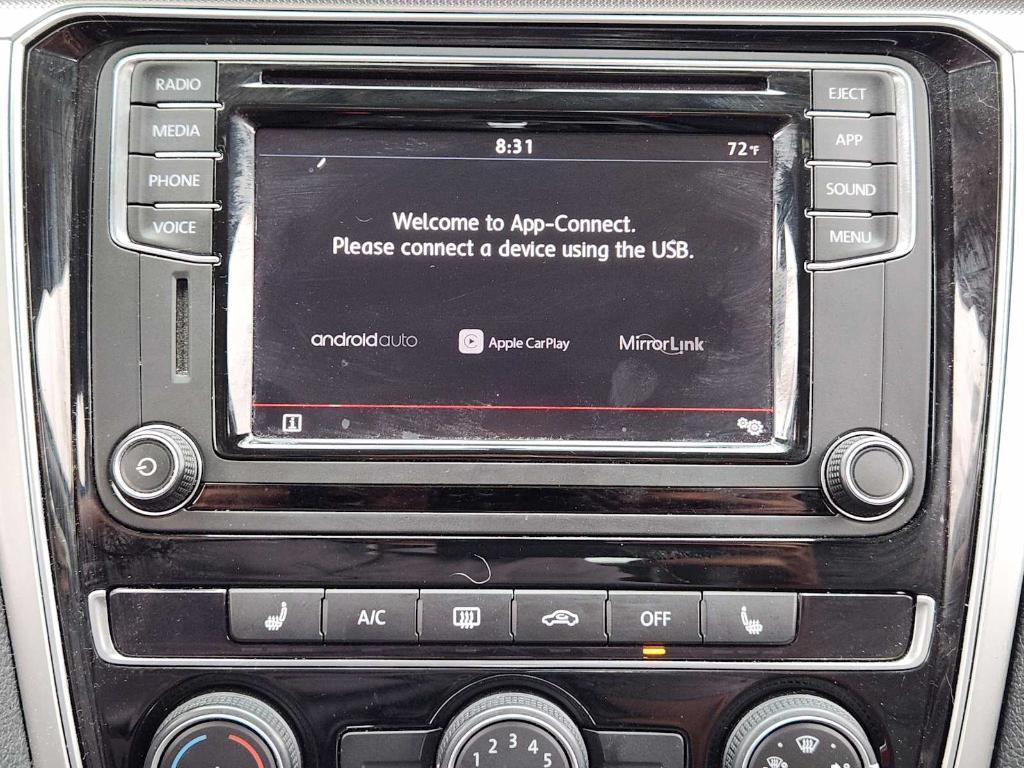 RADIO
MEDIA
PHONE
VOICE
EJECT
APP
SOUND
MENU
8:31
72°F
Welcome to App-Connect.
Please connect a device using the USB.
androidauto
Apple CarPlay
MirrorLink
i
A/C
OFF
1 2 3 4 5